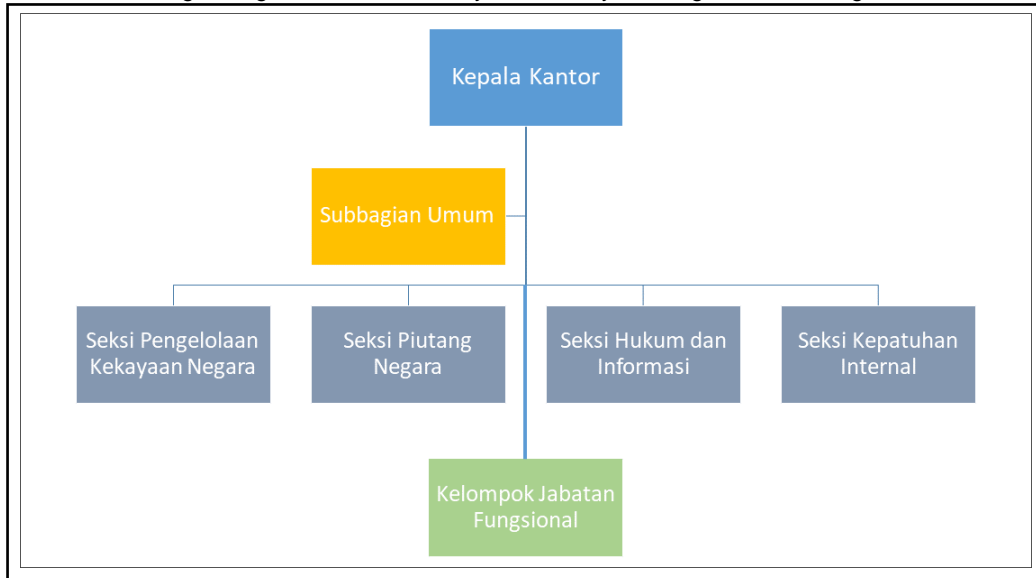 Kepala Kantor
Subbagian Umum
Seksi Pengelolaan
Kekayaan Negara
Seksi Piutang
Negara
Seksi Hukum dan
Informasi
Seksi Kepatuhan
Internal
Kelompok Jabatan
Fungsional